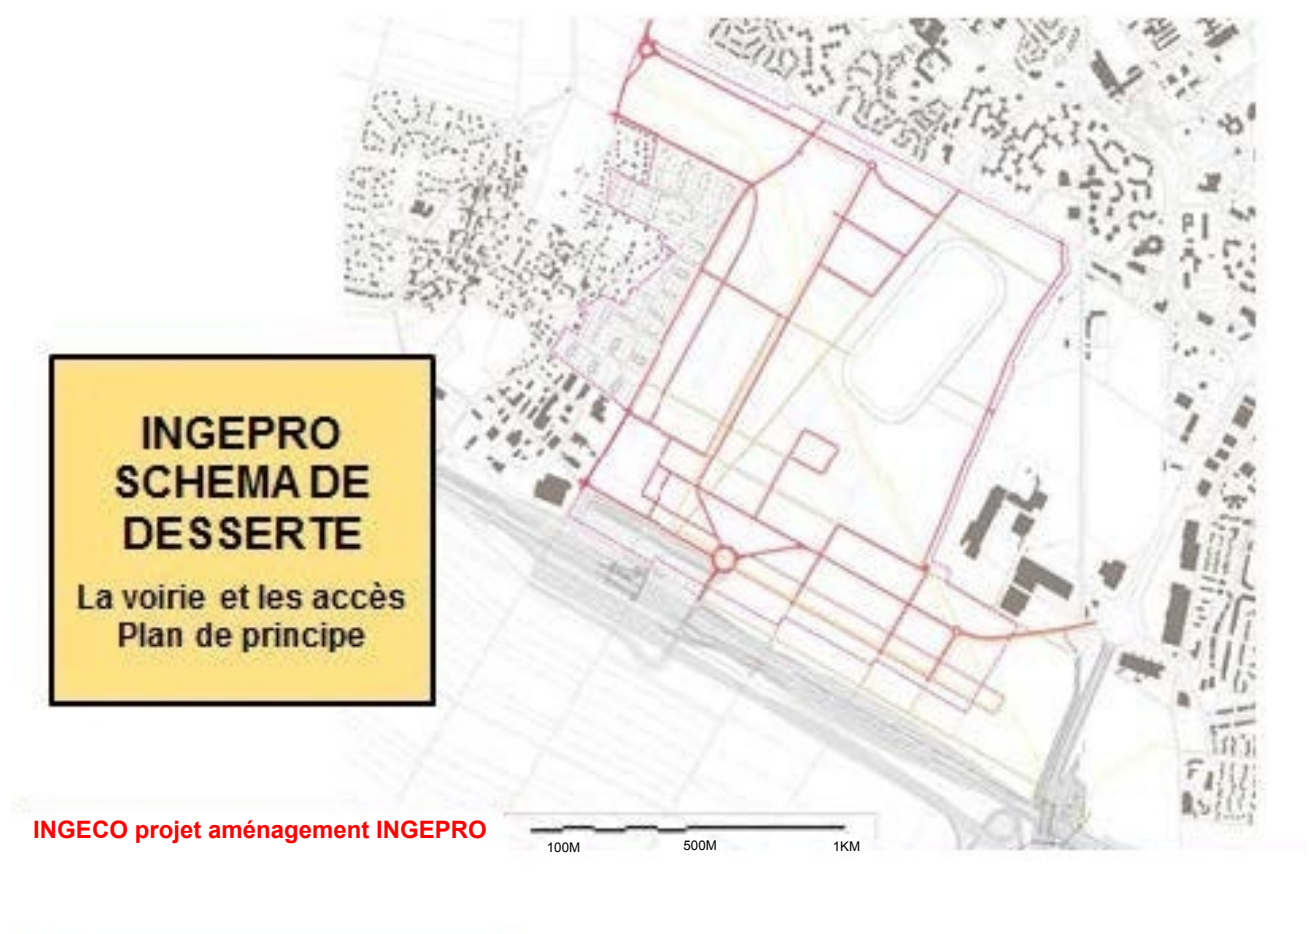 INGEPRO
SCHEMA DE
DESSERTE
La voirie et les accès
Plan de principe
INGECO projet aménagement INGEPRO
100M 500M 1KM